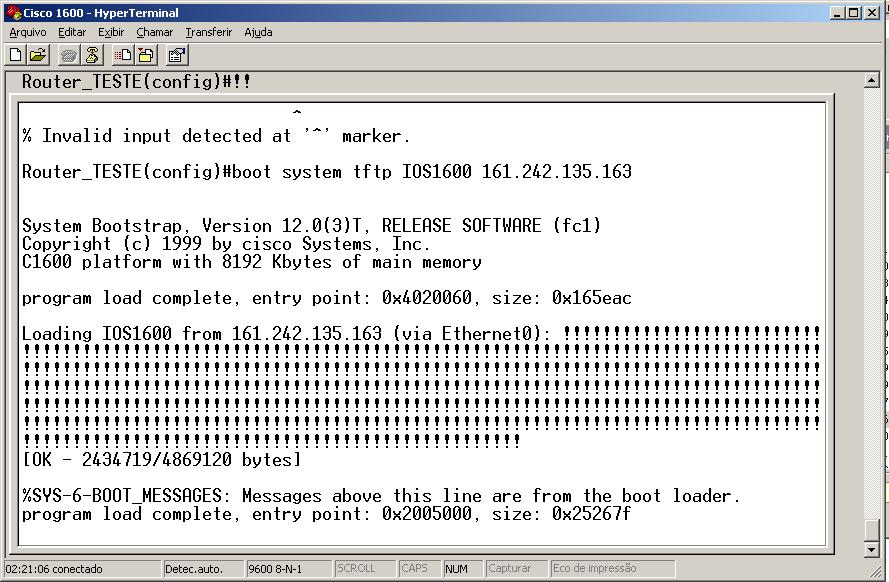 Cisco 1600 - HyperTerminal
Arquivo Editar Exibir Chamar Transferir Ajuda
Router_TESTE(config)#!!
^
% Invalid input detected at '^' marker.
Router_TESTE(config)#boot system tftp IOS1600 161.242.135.163
System Bootstrap, Version 12.0(3)T, RELEASE SOFTWARE (fc1)
Copyright (c) 1999 by cisco Systems, Inc.
C1600 platform with 8192 Kbytes of main memory
program load complete, entry point: 0x4020060, size: 0x165eac
Loading IOS1600 from 161.242.135.163 (via Ethernet0): !!!!!!!!!!!!!!!!!!!!!!!!!!
!!!!!!!!!!!!!!!!!!!!!!!!!!!!!!!!!!!!!!!!!!!!!!!!!!!!!!!!!!!!!!!!!!!!!!!!!!!!!!!!
!!!!!!!!!!!!!!!!!!!!!!!!!!!!!!!!!!!!!!!!!!!!!!!!!!!!!!!!!!!!!!!!!!!!!!!!!!!!!!!!
!!!!!!!!!!!!!!!!!!!!!!!!!!!!!!!!!!!!!!!!!!!!!!!!!!!!!!!!!!!!!!!!!!!!!!!!!!!!!!!!
!!!!!!!!!!!!!!!!!!!!!!!!!!!!!!!!!!!!!!!!!!!!!!!!!!!!!!!!!!!!!!!!!!!!!!!!!!!!!!!!
!!!!!!!!!!!!!!!!!!!!!!!!!!!!!!!!!!!!!!!!!!!!!!!!!!!!!!!!!!!!!!!!!!!!!!!!!!!!!!!!
!!!!!!!!!!!!!!!!!!!!!!!!!!!!!!!!!!!!!!!!!!!!!!!!!!
[OK - 2434719/4869120 bytes]
%SYS-6-BOOT_MESSAGES: Messages above this line are from the boot loader.
program load complete, entry point: 0x2005000, size: 0x25267f
02:21:06 conectado Detec.auto. 9600 8-N-1 SCROLL CAPS NUM Capturar Eco de impressão